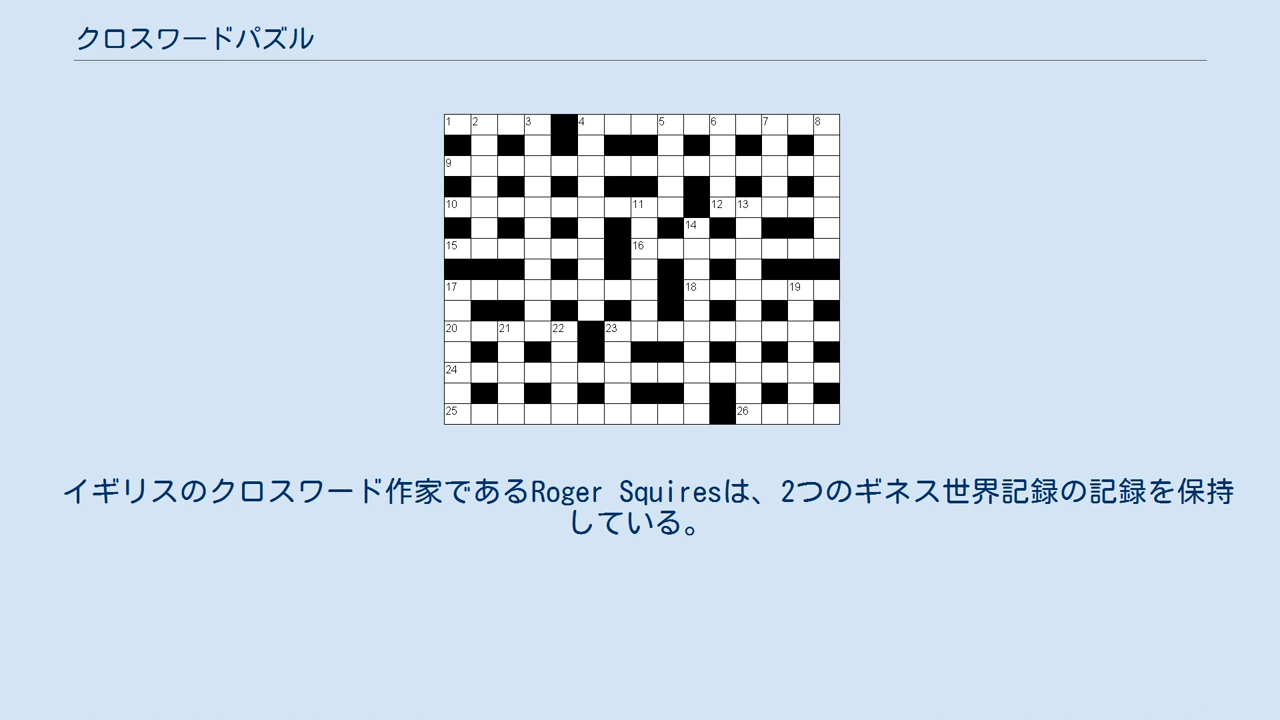 クロスワードパズル
1 2 3 4 5 6 7 8
9
10 11 12 13
14
15 16
17 18 19
20 21 22 23
24
25 26
イギリスのクロスワード作家であるRoger Squiresは、2つのギネス世界記録の記録を保持
している。